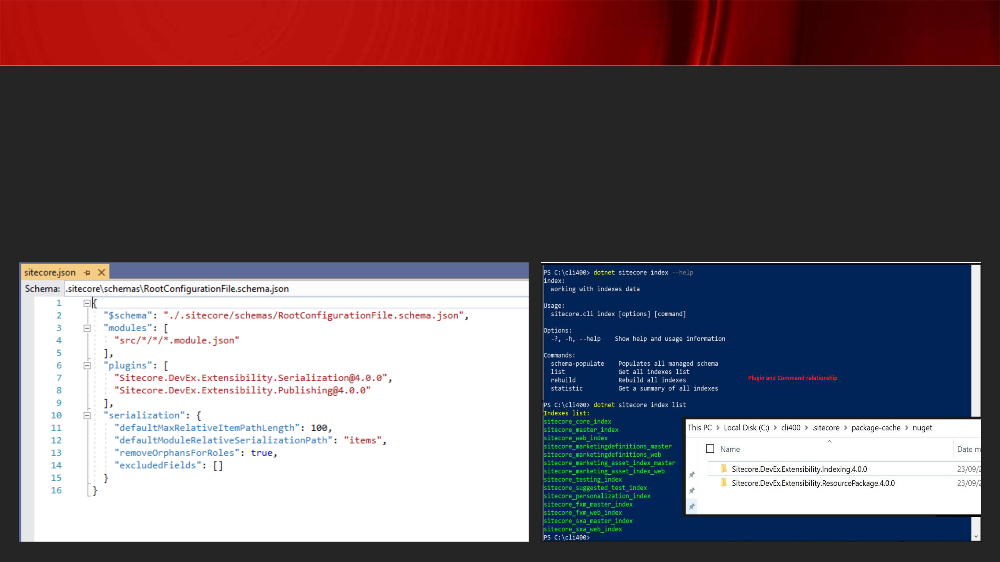 sitecore.json
Schema: .sitecore\schemas\RootConfigurationFile.schema.json
1 {
2 "$schema": "./.sitecore/schemas/RootConfigurationFile.schema.json",
3 "modules": [
4 "src/*/*/*.module.json"
5 ],
6 "plugins": [
7 "Sitecore.DevEx.Extensibility.Serialization@4.0.0",
8 "Sitecore.DevEx.Extensibility.Publishing@4.0.0"
9 ],
10 "serialization": {
11 "defaultMaxRelativeItemPathLength": 100,
12 "defaultModuleRelativeSerializationPath": "items",
13 "removeOrphansForRoles": true,
14 "excludedFields": []
15 }
16 }
PS C:\cli400> dotnet sitecore index --help
index:
working with indexes data
Usage:
sitecore.cli index [options] [command]
Options:
-?, -h, --help Show help and usage information
Commands:
schema-populate Populates all managed schema
list Get all indexes list
rebuild Rebuild all indexes
statistic Get a summary of all indexes
Plugin and Command relationship
PS C:\cli400> dotnet sitecore index list
Indexes list:
sitecore_core_index
sitecore_master_index
sitecore_web_index
sitecore_marketingdefinitions_master
sitecore_marketingdefinitions_web
sitecore_marketing_asset_index_master
sitecore_marketing_asset_index_web
sitecore_testing_index
sitecore_suggested_test_index
sitecore_personalization_index
sitecore_fxm_master_index
sitecore_fxm_web_index
sitecore_sxa_master_index
sitecore_sxa_web_index
PS C:\cli400>
This PC > Local Disk (C:) > cli400 > .sitecore > package-cache > nuget
Name Date m
Sitecore.DevEx.Extensibility.Indexing.4.0.0 23/09/2
Sitecore.DevEx.Extensibility.ResourcePackage.4.0.0 23/09/2